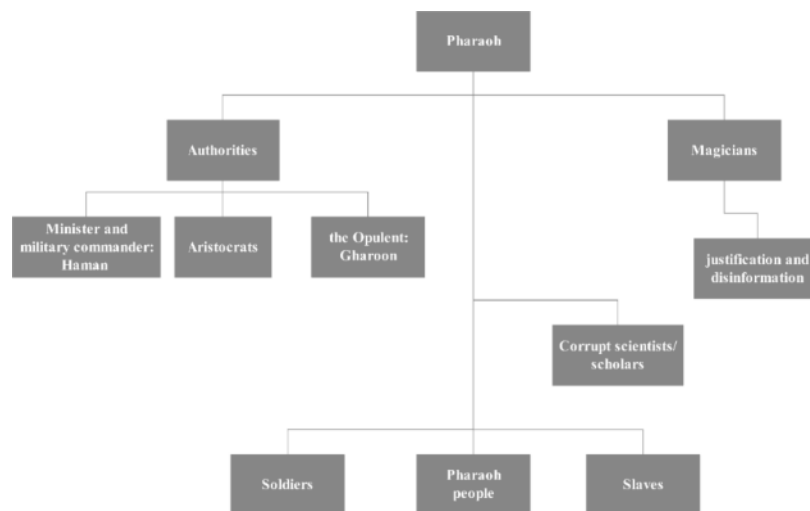 Pharaoh
Authorities
Magicians
Minister and
military commander:
Haman
Aristocrats
the Opulent:
Gharoon
justification and
disinformation
Corrupt scientists/
scholars
Soldiers
Pharaoh
people
Slaves